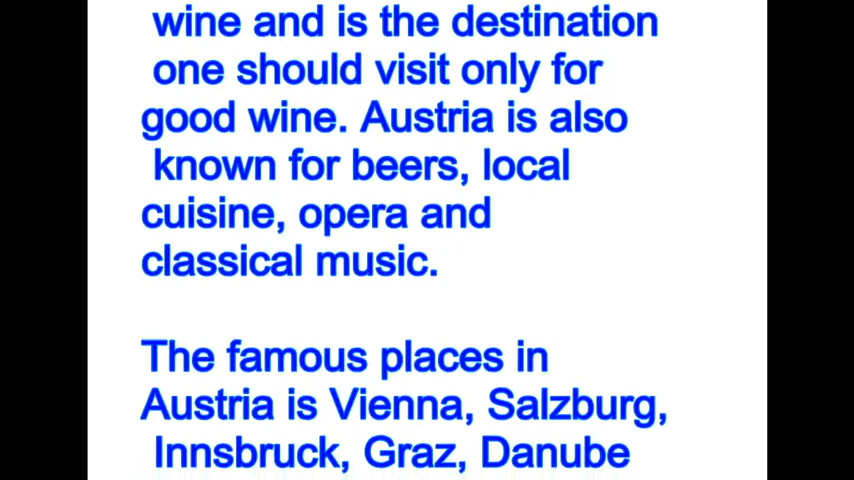 wine and is the destination
one should visit only for
good wine. Austria is also
known for beers, local
cuisine, opera and
classical music.
The famous places in
Austria is Vienna, Salzburg,
Innsbruck, Graz, Danube